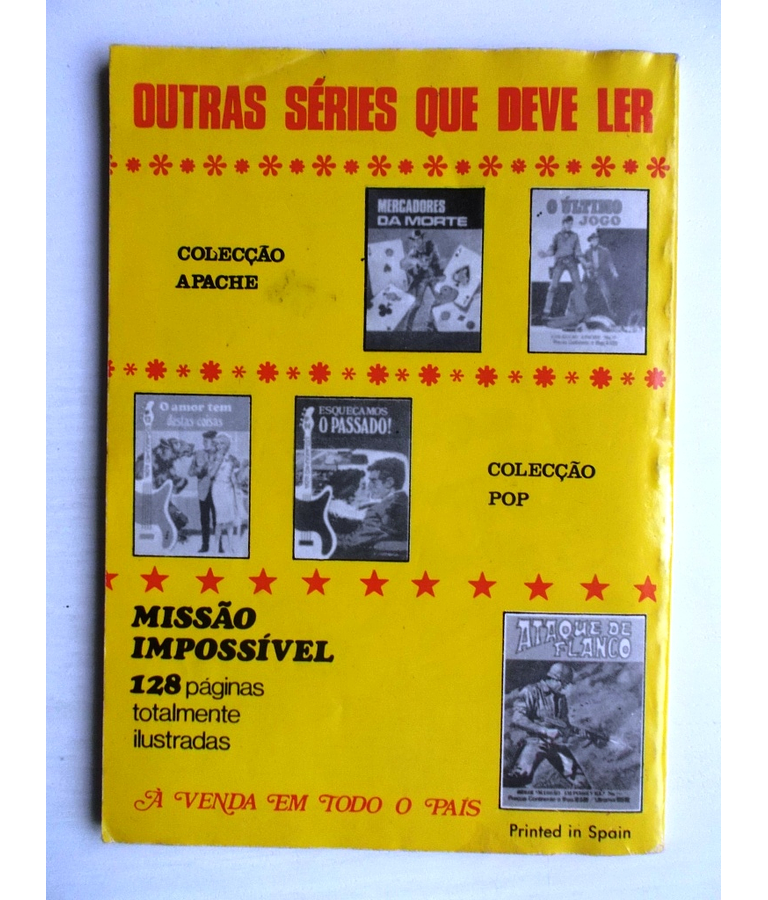 OUTRAS SÉRIES QUE DEVE LER
COLECÇÃO
APACHE
MERCADORES
DA MORTE
O ÚLTIMO
JOGO
O amor tem
destas coisas
ESQUEÇAMOS
O PASSADO!
COLECÇÃO
POP
MISSÃO
IMPOSSÍVEL
128 páginas
totalmente
ilustradas
ATAQUE DE
FLANCO
À VENDA EM TODO O PAÍS
Printed in Spain